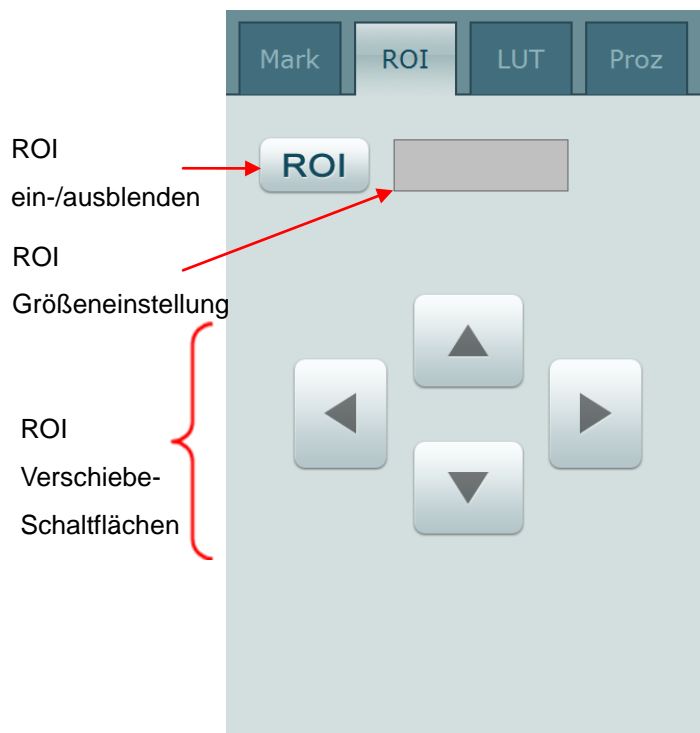 Mark ROI LUT Proz
ROI
ein-/ausblenden
ROI
ROI
Größeneinstellung
ROI
Verschiebe-
Schaltflächen